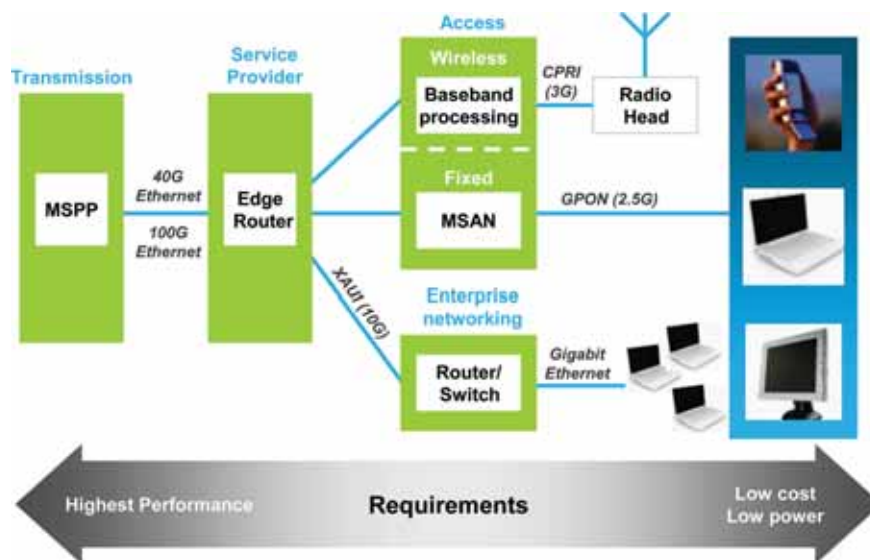 Transmission
MSPP
40G
Ethernet
100G
Ethernet
Service
Provider
Edge
Router
XAUI (10G)
Access
Wireless
Baseband
processing
CPRI
(3G)
Radio
Head
Fixed
MSAN
GPON (2.5G)
Enterprise
networking
Router/
Switch
Gigabit
Ethernet
Highest Performance
Requirements
Low cost
Low power